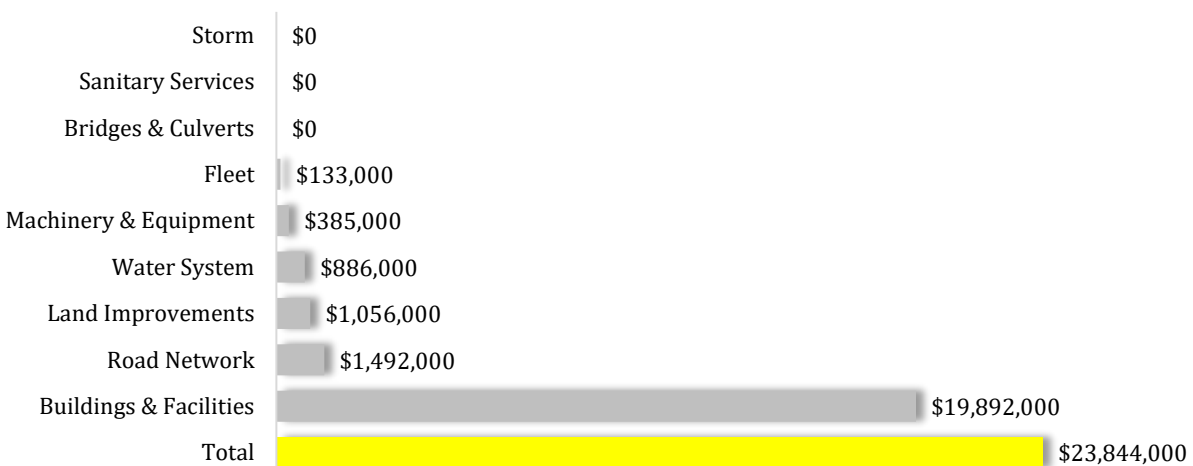 Storm $0
Sanitary Services $0
Bridges & Culverts $0
Fleet $133,000
Machinery & Equipment $385,000
Water System $886,000
Land Improvements $1,056,000
Road Network $1,492,000
Buildings & Facilities $19,892,000
Total $23,844,000